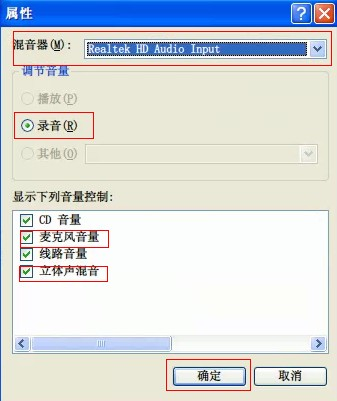 属性
混音器(M): Realtek HD Audio Input
调节音量
播放(P)
录音(R)
其他(O)
显示下列音量控制:
CD 音量
麦克风音量
线路音量
立体声混音
确定 取消